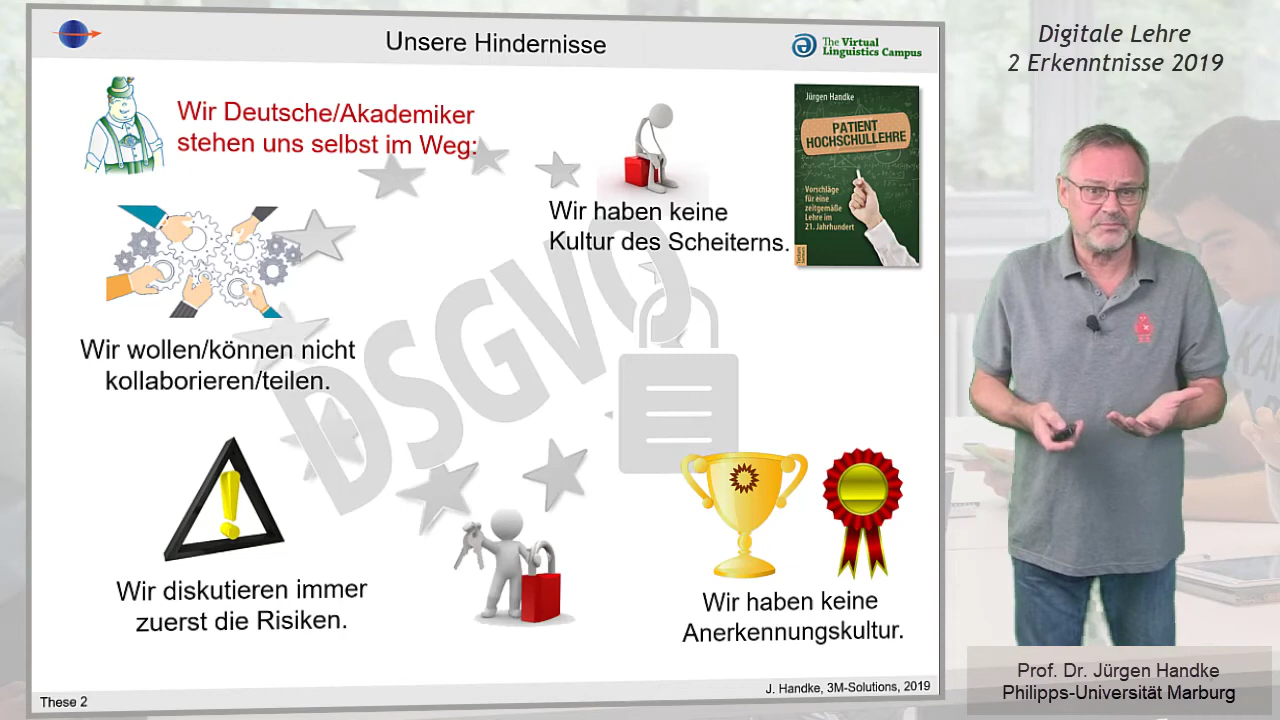 Unsere Hindernisse
The Virtual
Linguistics Campus
Digitale Lehre
2 Erkenntnisse 2019
Wir Deutsche/Akademiker
stehen uns selbst im Weg:
Jürgen Handke
PATIENT
HOCHSCHULLEHRE
Vorschläge
für eine
zeitgemäße
Lehre im
21. Jahrhundert
Wir haben keine
Kultur des Scheiterns.
DSGVO
Wir wollen/können nicht
kollaborieren/teilen.
Wir diskutieren immer
zuerst die Risiken.
Wir haben keine
Anerkennungskultur.
These 2
J. Handke, 3M-Solutions, 2019
Prof. Dr. Jürgen Handke
Philipps-Universität Marburg